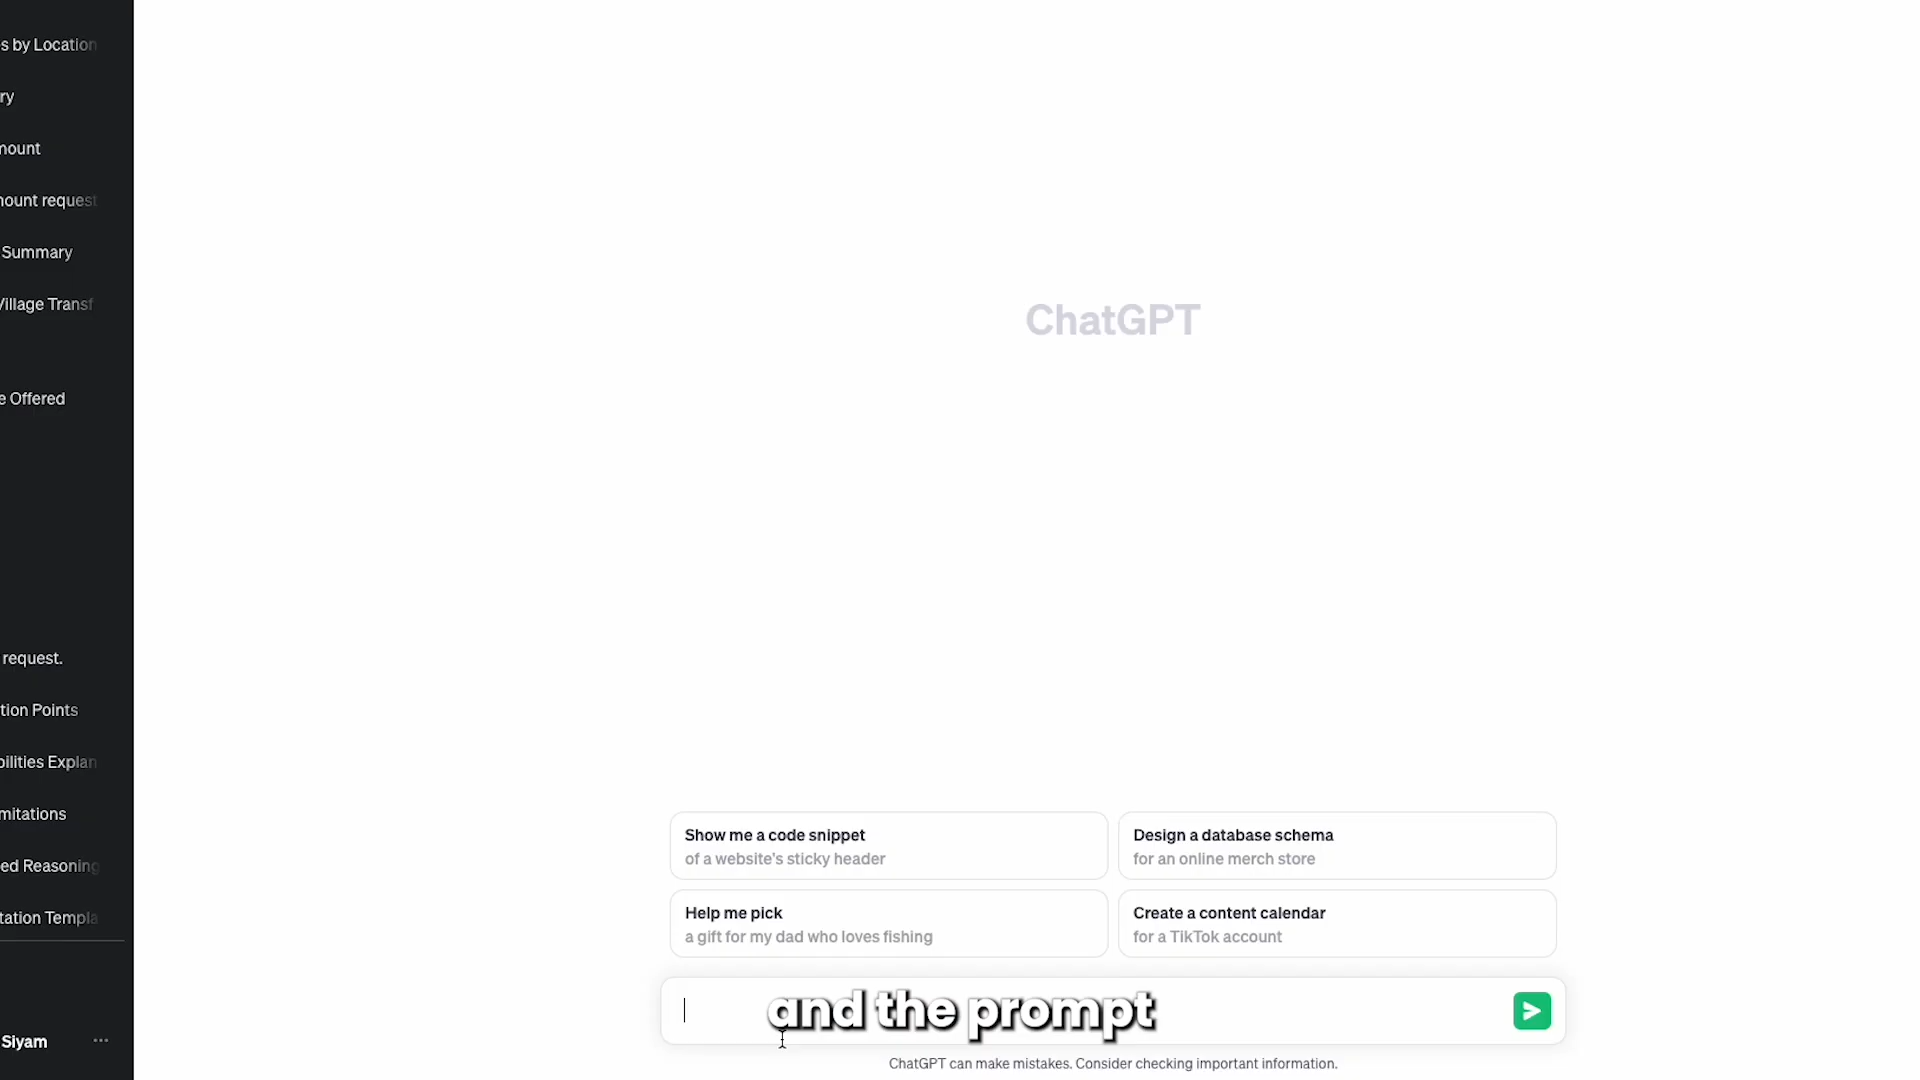 s by Location
ry
mount
nount request
Summary
Village Transf
e Offered
request.
tion Points
bilities Explan
mitations
ed Reasoning
tation Templa
Siyam
ChatGPT
Show me a code snippet
of a website's sticky header
Design a database schema
for an online merch store
Help me pick
a gift for my dad who loves fishing
Create a content calendar
for a TikTok account
and the prompt
ChatGPT can make mistakes. Consider checking important information.